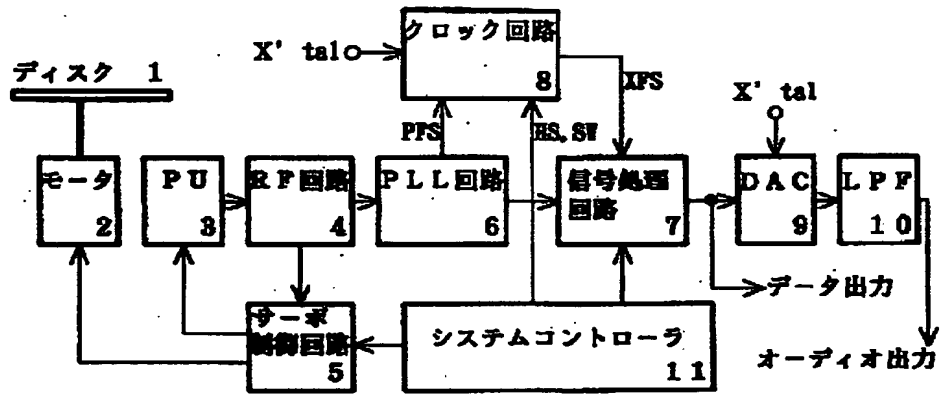 クロック回路
8
X' tal
ディスク 1
XFS
X' tal
PFS
HS.SW
モータ
2
PU
3
RF回路
4
PLL回路
6
信号処理
回路
7
DAC
9
LPF
10
データ出力
サーボ
制御回路
5
システムコントローラ
11
オーディオ出力